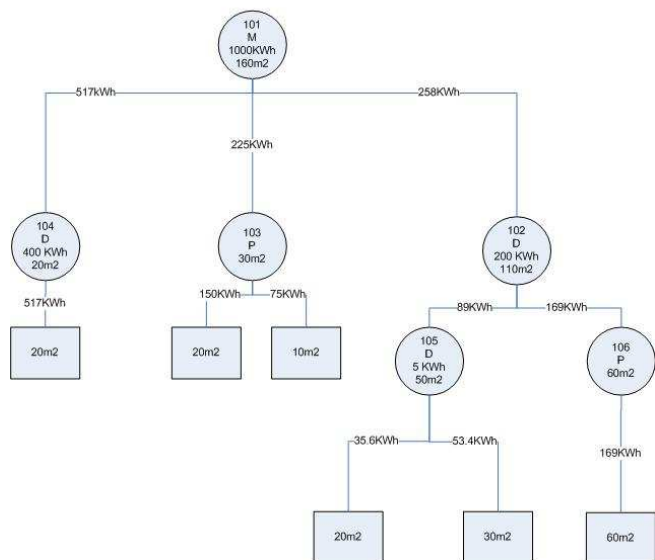 101
M
1000KWh
160m2
517kWh
258KWh
225KWh
104
D
400 KWh
20m2
103
P
30m2
102
D
200 KWh
110m2
517KWh
150KWh
75KWh
89KWh
169KWh
20m2
20m2
10m2
105
D
5 KWh
50m2
106
P
60m2
35.6KWh
53.4KWh
169KWh
20m2
30m2
60m2